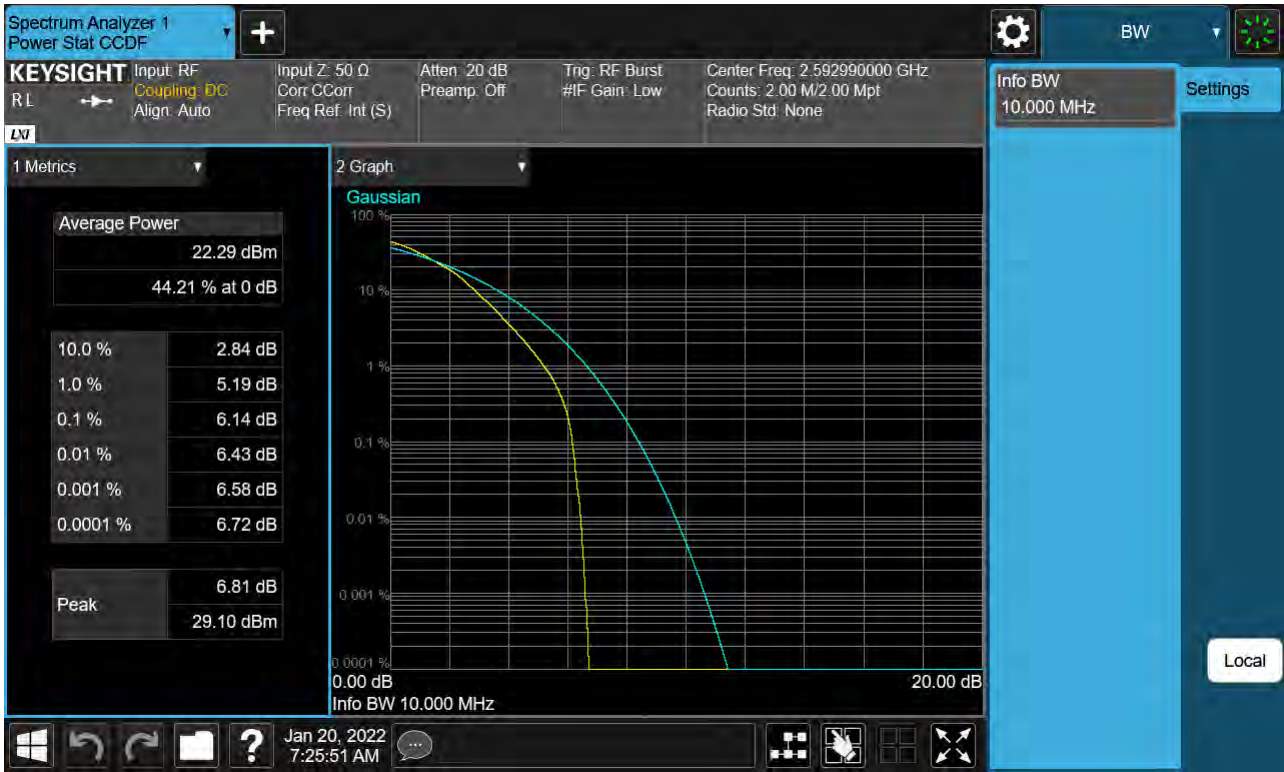 Spectrum Analyzer 1
Power Stat CCDF
+
BW
KEYSIGHT
R L
LXI
Input: RF
Coupling: DC
Align: Auto
Input Z: 50 Ω
Corr CCorr
Freq Ref: Int (S)
Atten: 20 dB
Preamp: Off
Trig: RF Burst
#IF Gain: Low
Center Freq: 2.592990000 GHz
Counts: 2.00 M/2.00 Mpt
Radio Std: None
Info BW
10.000 MHz
Settings
1 Metrics
Average Power
22.29 dBm
44.21 % at 0 dB
10.0 % 2.84 dB
1.0 % 5.19 dB
0.1 % 6.14 dB
0.01 % 6.43 dB
0.001 % 6.58 dB
0.0001 % 6.72 dB
Peak
6.81 dB
29.10 dBm
2 Graph
Gaussian
100 %
10 %
1 %
0.1 %
0.01 %
0.001 %
0.0001 %
0.00 dB 20.00 dB
Info BW 10.000 MHz
Local
?
Jan 20, 2022
7:25:51 AM